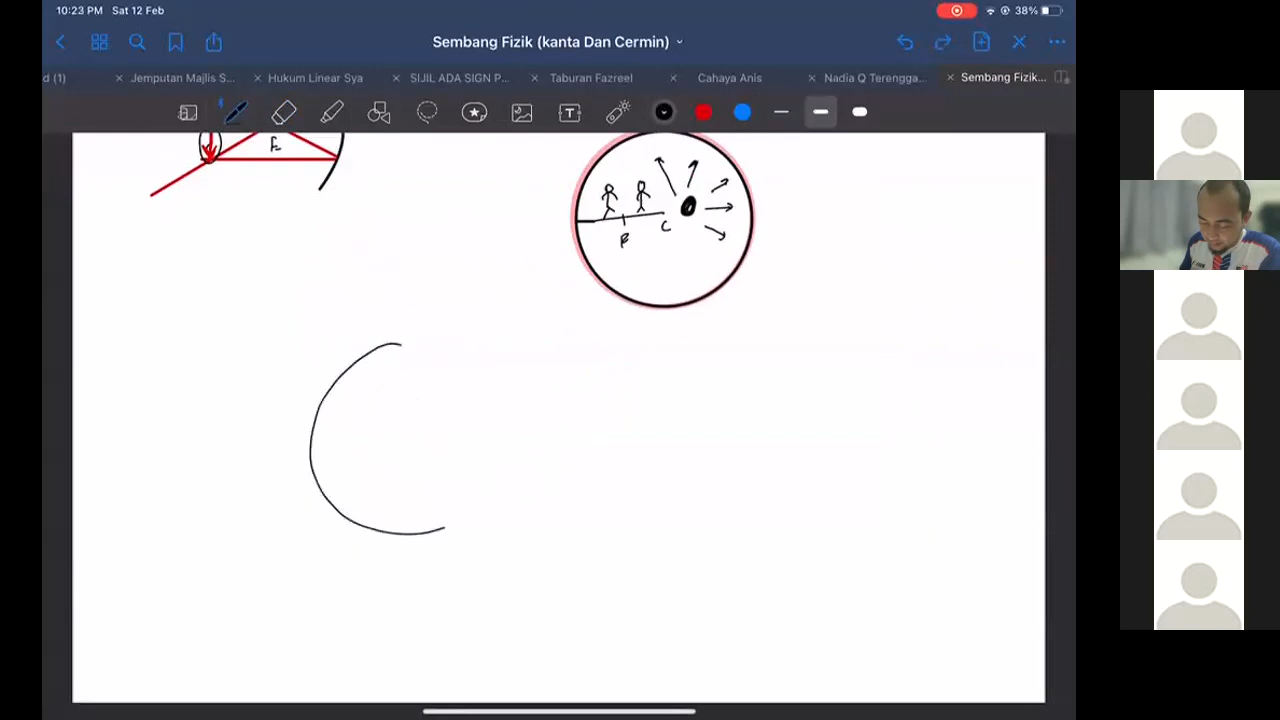 10:23 PM Sat 12 Feb
38%
Sembang Fizik (kanta Dan Cermin)
d (1)
Jemputan Majlis S...
Hukum Linear Sya
SIJIL ADA SIGN P...
Taburan Fazreel
Cahaya Anis
Nadia Q Terengga...
Sembang Fizik...
T
F
C